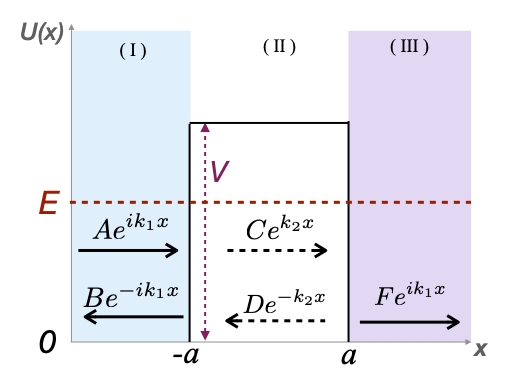 U(x)
( I )
( II )
( III )
V
E
Ae^{ik_1x}
Ce^{k_2x}
Be^{-ik_1x}
De^{-k_2x}
Fe^{ik_1x}
0
-a
a
x